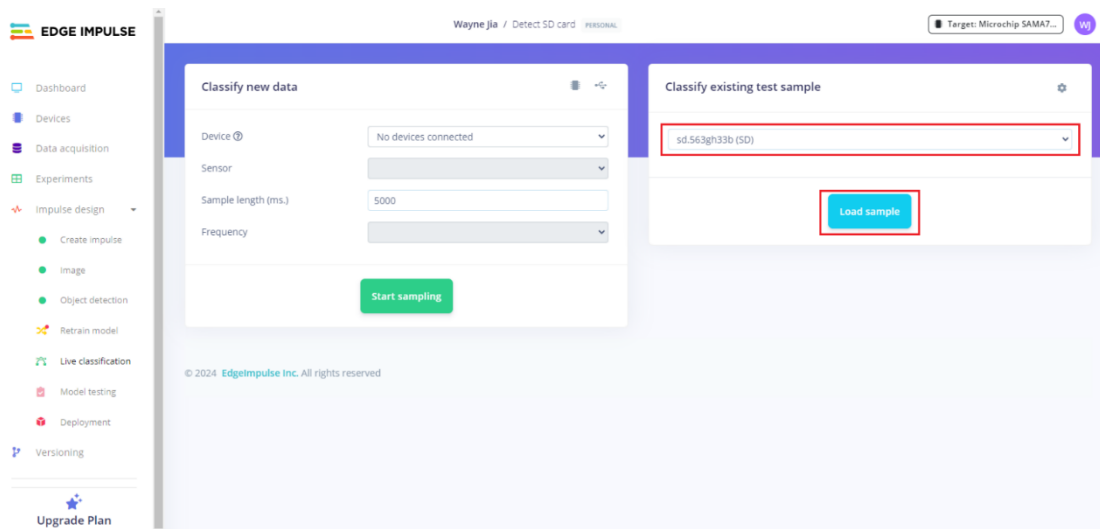 EDGE IMPULSE
Wayne Jia / Detect SD card PERSONAL
Target: Microchip SAMA7...
WJ
Dashboard
Devices
Data acquisition
Experiments
Impulse design
Create impulse
Image
Object detection
Retrain model
Live classification
Model testing
Deployment
Versioning
Upgrade Plan
Classify new data
Device
No devices connected
Sensor
Sample length (ms.)
5000
Frequency
Start sampling
Classify existing test sample
sd.563gh33b (SD)
Load sample
© 2024 EdgeImpulse Inc. All rights reserved